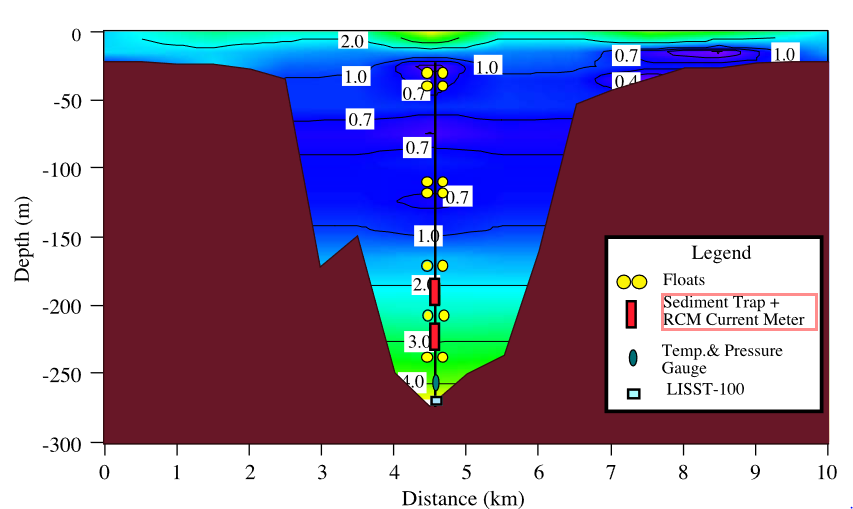 0
-50
-100
-150
-200
-250
-300
Depth (m)
2.0
1.0
1.0
0.7
0.7
1.0
0.4
0.7
0.7
0.7
1.0
2.0
3.0
4.0
Legend
Floats
Sediment Trap +
RCM Current Meter
Temp.& Pressure
Gauge
LISST-100
0 1 2 3 4 5 6 7 8 9 10
Distance (km)